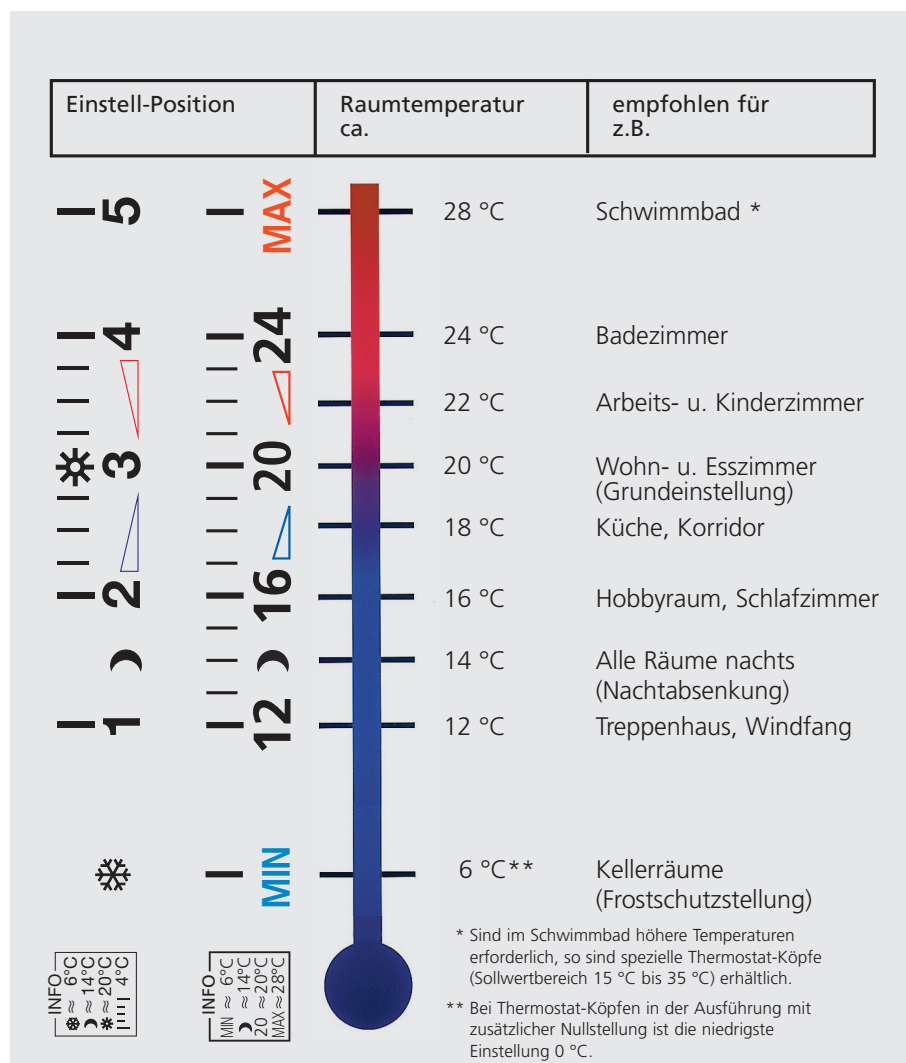 Einstell-Position
Raumtemperatur
ca.
empfohlen für
z.B.
5 MAX 28 °C Schwimmbad *
4 24 24 °C Badezimmer
22 °C Arbeits- u. Kinderzimmer
3 20 20 °C Wohn- u. Esszimmer
(Grundeinstellung)
18 °C Küche, Korridor
2 16 16 °C Hobbyraum, Schlafzimmer
14 °C Alle Räume nachts
(Nachtabsenkung)
1 12 12 °C Treppenhaus, Windfang
MIN 6 °C** Kellerräume
(Frostschutzstellung)
* Sind im Schwimmbad höhere Temperaturen
erforderlich, so sind spezielle Thermostat-Köpfe
(Sollwertbereich 15 °C bis 35 °C) erhältlich.
** Bei Thermostat-Köpfen in der Ausführung mit
zusätzlicher Nullstellung ist die niedrigste
Einstellung 0 °C.
INFO
≈ 6°C
≈ 14°C
≈ 20°C
4°C
INFO
MIN ≈ 6°C
≈ 14°C
20 ≈ 20°C
MAX ≈ 28°C